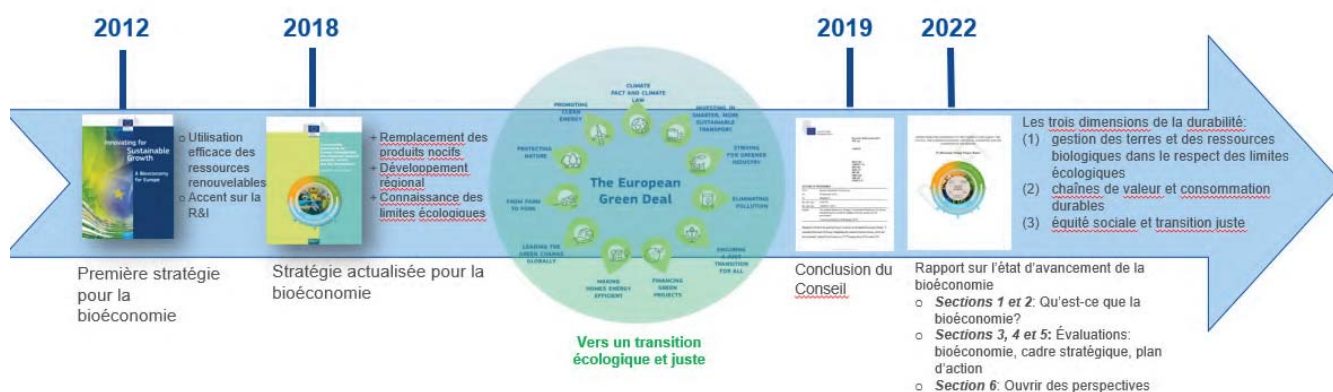 2012
2018
2019
2022
Innovating for
Sustainable
Growth
A Bioeconomy
for Europe
o Utilisation
efficace des
ressources
renouvelables
o Accent sur la
R&I
Première stratégie
pour la
bioéconomie
+ Remplacement des
produits nocifs
+ Développement
régional
+ Connaissance des
limites écologiques
Stratégie actualisée pour la
bioéconomie
The European
Green Deal
CLIMATE
PACT AND CLIMATE
LAW
INVESTING IN
SMARTER, MORE
SUSTAINABLE
TRANSPORT
STRIVING
FOR GREENER
INDUSTRY
ELIMINATING
POLLUTION
ENSURING
A JUST
TRANSITION
FOR ALL
FINANCING
GREEN
PROJECTS
MAKING
HOMES ENERGY
EFFICIENT
LEADING THE
GREEN CHANGE
GLOBALLY
FROM FARM
TO FORK
PROTECTING
NATURE
PROMOTING
CLEAN
ENERGY
Vers un transition
écologique et juste
Conclusion du
Conseil
Les trois dimensions de la durabilité:
(1) gestion des terres et des ressources
biologiques dans le respect des limites
écologiques
(2) chaînes de valeur et consommation
durables
(3) équité sociale et transition juste
Rapport sur l'état d'avancement de la
bioéconomie
o Sections 1 et 2: Qu'est-ce que la
bioéconomie?
o Sections 3, 4 et 5: Évaluations:
bioéconomie, cadre stratégique, plan
d'action
o Section 6: Ouvrir des perspectives